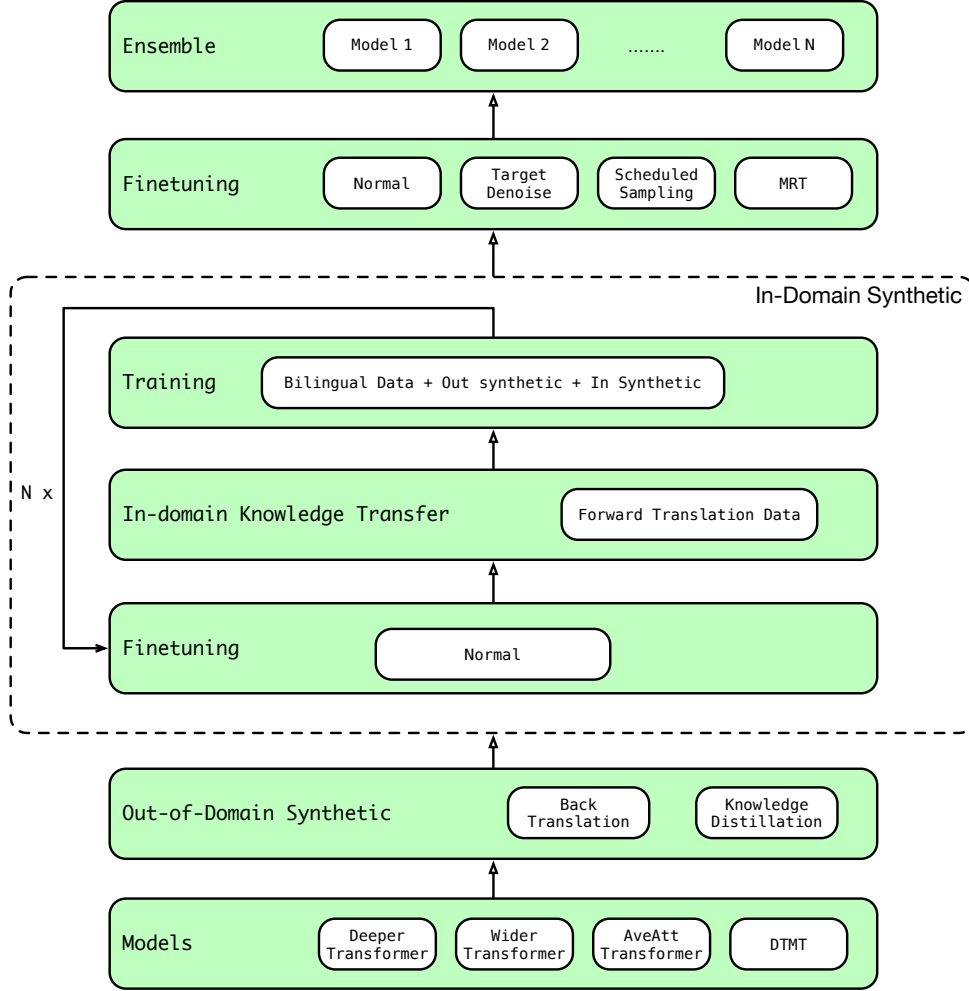 Ensemble
Model 1
Model 2
.......
Model N
Finetuning
Normal
Target
Denoise
Scheduled
Sampling
MRT
In-Domain Synthetic
Training
Bilingual Data + Out synthetic + In Synthetic
N x
In-domain Knowledge Transfer
Forward Translation Data
Finetuning
Normal
Out-of-Domain Synthetic
Back
Translation
Knowledge
Distillation
Models
Deeper
Transformer
Wider
Transformer
AveAtt
Transformer
DTMT